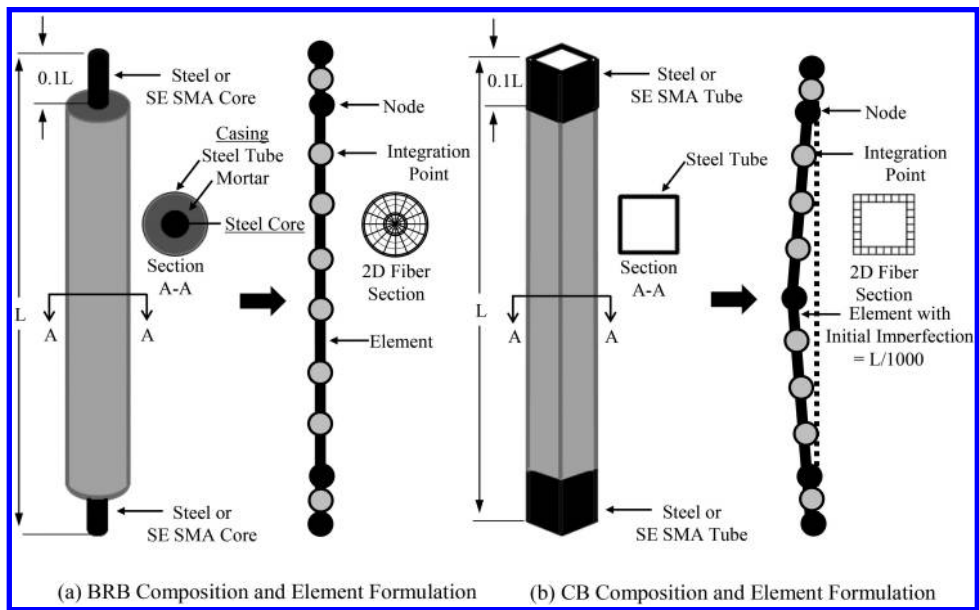 0.1L
Steel or
SE SMA Core
Node
Casing
Steel Tube
Mortar
Integration
Point
Steel Core
Section
A-A
2D Fiber
Section
L
A
A
Element
Steel or
SE SMA Core
(a) BRB Composition and Element Formulation
0.1L
Steel or
SE SMA Tube
Node
Steel Tube
Integration
Point
Section
A-A
2D Fiber
Section
L
A
A
Element with
Initial Imperfection
= L/1000
Steel or
SE SMA Tube
(b) CB Composition and Element Formulation